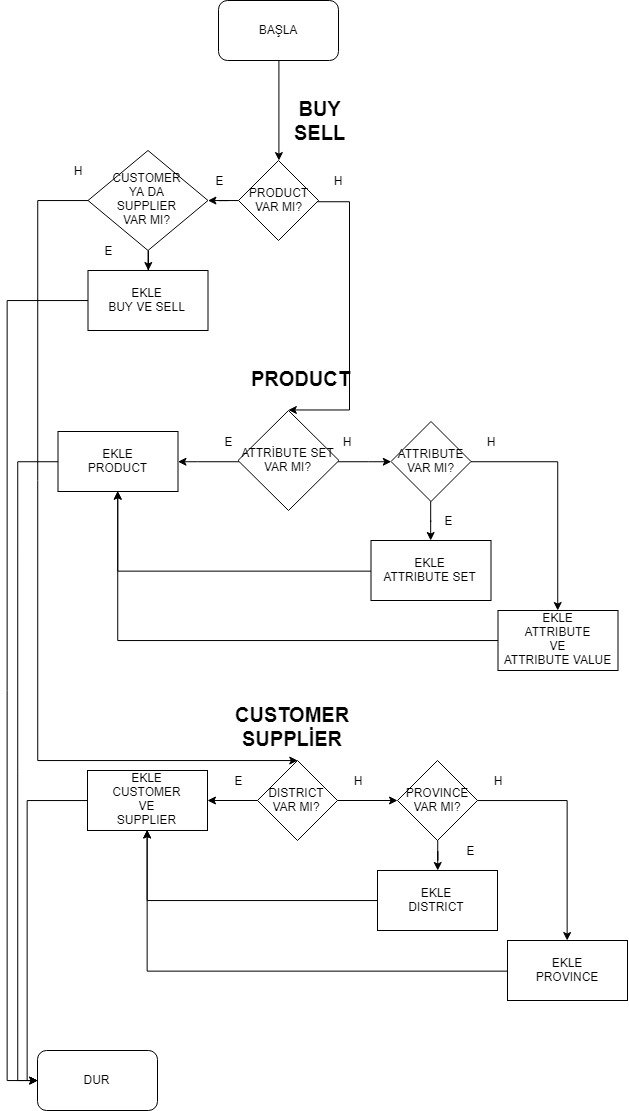 BAŞLA
BUY
SELL
H
CUSTOMER
YA DA
SUPPLIER
VAR MI?
E
PRODUCT
VAR MI?
H
E
EKLE
BUY VE SELL
PRODUCT
EKLE
PRODUCT
E
ATTRİBUTE SET
VAR MI?
H
ATTRIBUTE
VAR MI?
H
E
EKLE
ATTRIBUTE SET
EKLE
ATTRIBUTE
VE
ATTRIBUTE VALUE
CUSTOMER
SUPPLİER
EKLE
CUSTOMER
VE
SUPPLIER
E
DISTRICT
VAR MI?
H
PROVINCE
VAR MI?
H
E
EKLE
DISTRICT
EKLE
PROVINCE
DUR